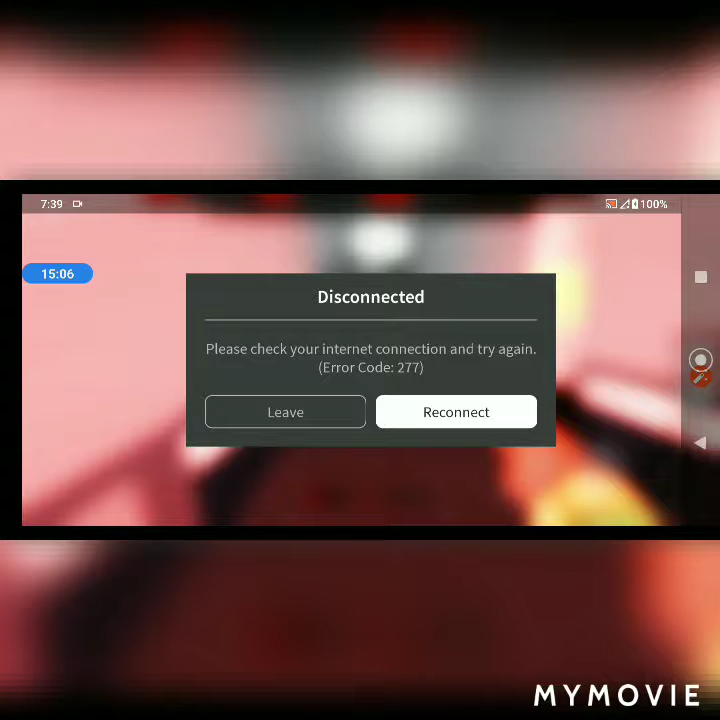 7:39
100%
15:06
Disconnected
Please check your internet connection and try again.
(Error Code: 277)
Leave
Reconnect
MYMOVIE